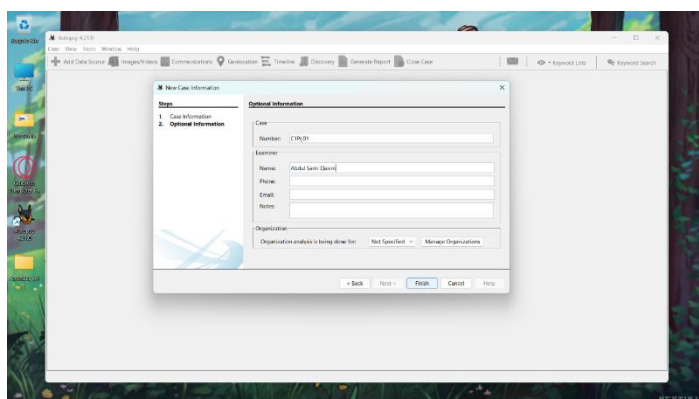 Autopsy 4.21.0
Case View Tools Window Help
Add Data Source Images/Videos Communications Geolocation Timeline Discovery Generate Report Close Case Keyword Lists Keyword Search
New Case Information
Steps
1. Case Information
2. Optional Information
Optional Information
Case
Number:
Examiner
Name: Abdul Sami
Phone:
Email:
Notes:
Organization
Organization analysis is being done for: Not Specified Manage Organizations
< Back Next > Finish Cancel Help